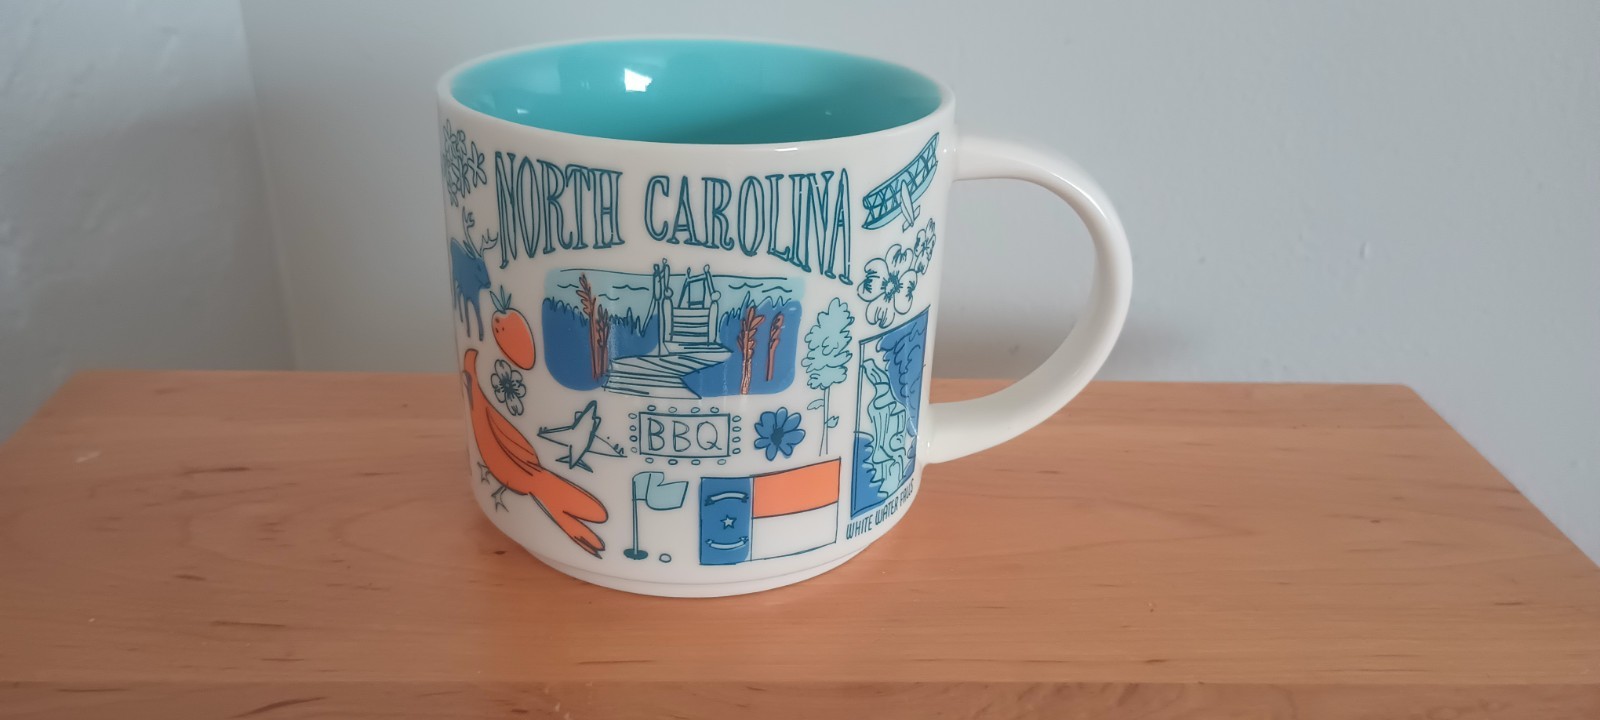 NORTH CAROLINA
BBQ
WHITE WATER FALLS